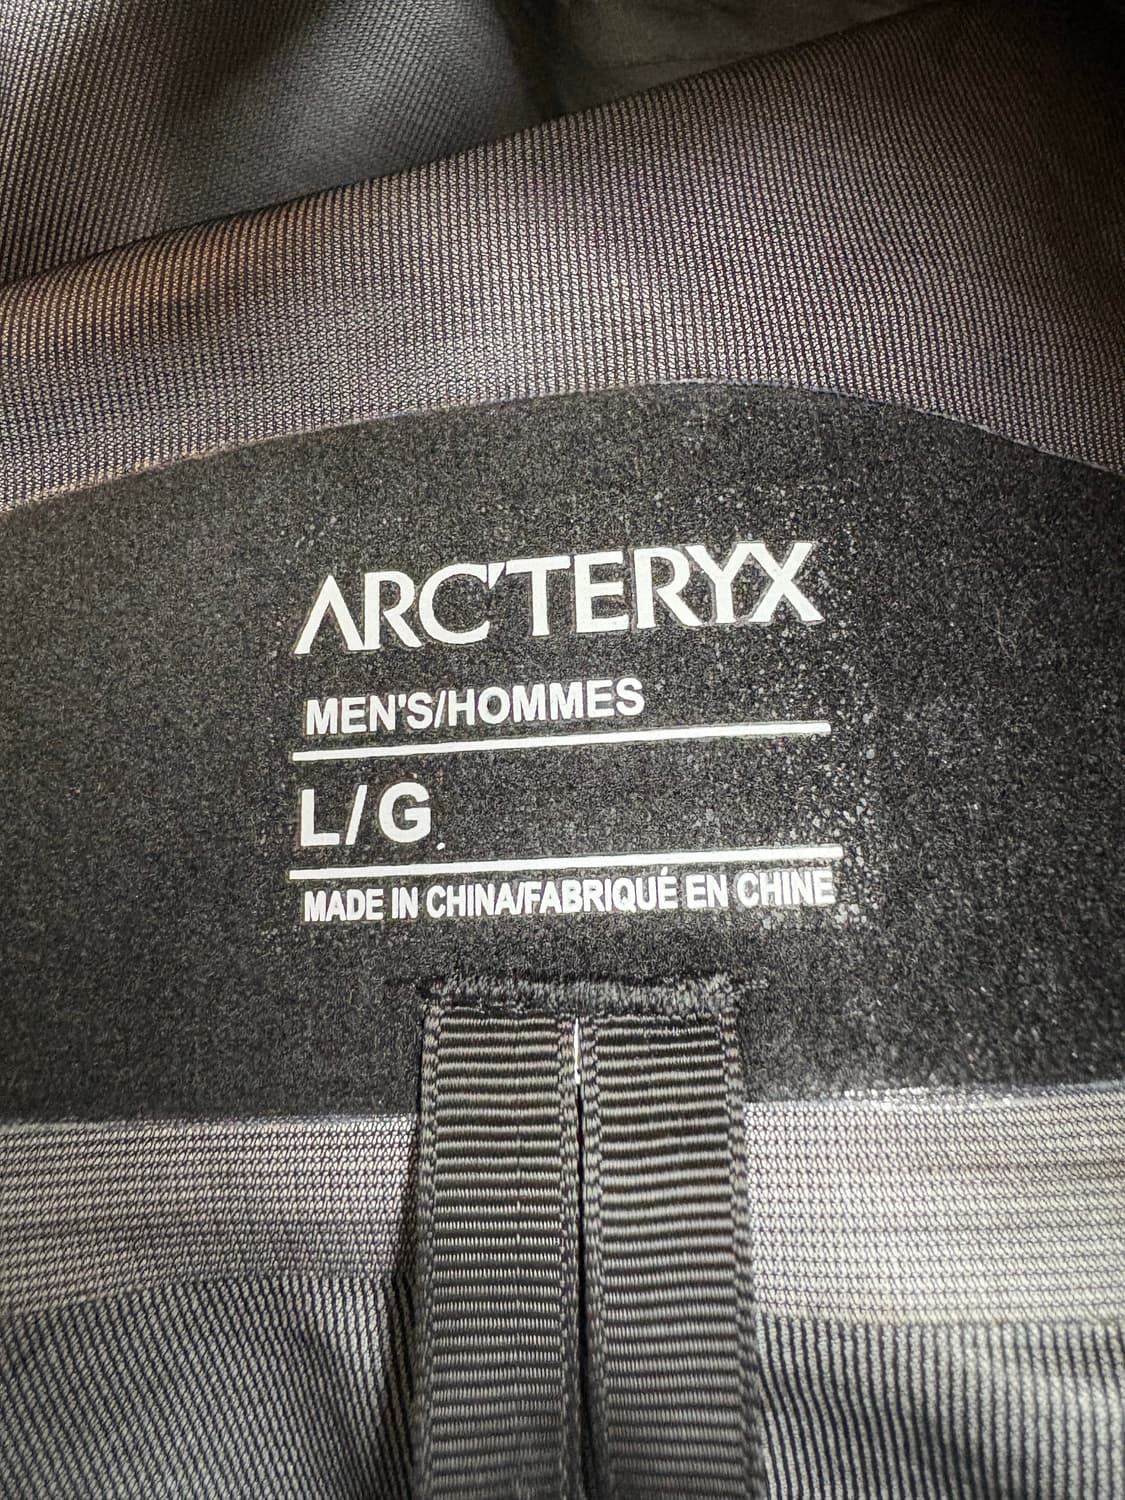 ARC'TERYX
MEN'S/HOMMES
L/G
MADE IN CHINA/FABRIQUÉ EN CHINE